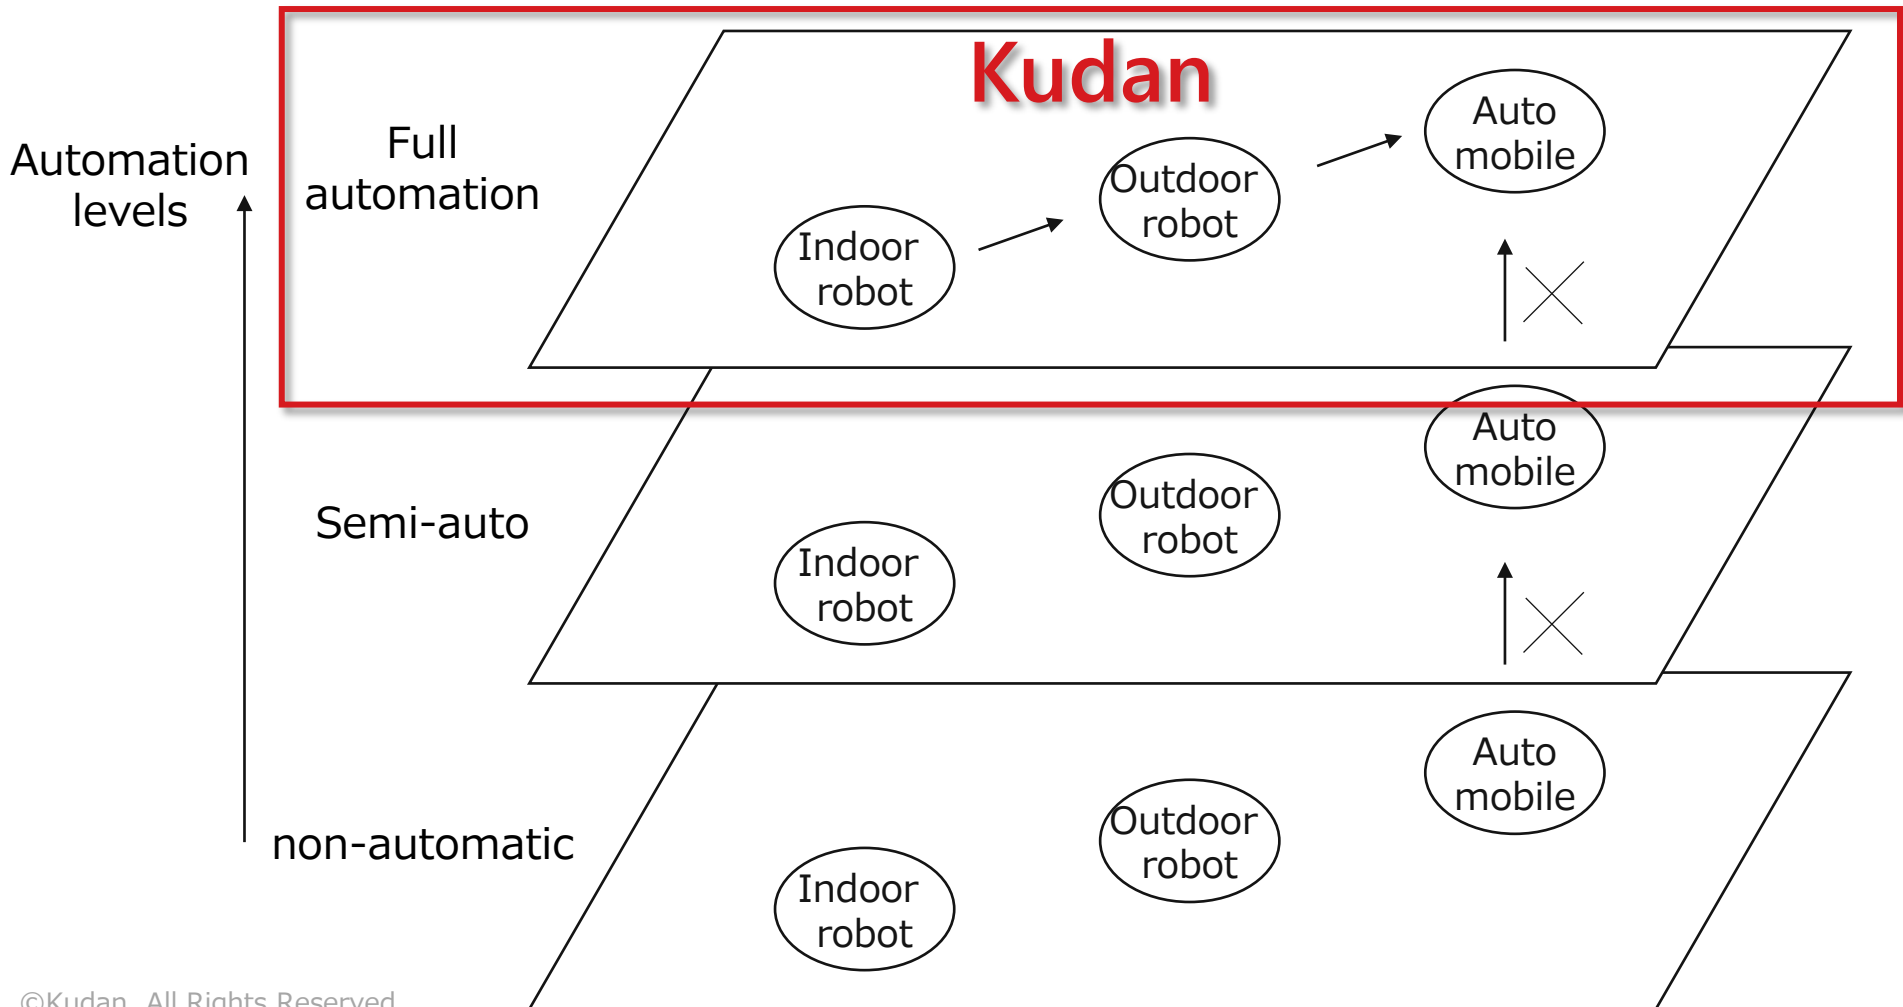 Kudan
Automation
levels
Full
automation
Auto
mobile
Outdoor
robot
Indoor
robot
Semi-auto
Auto
mobile
Outdoor
robot
Indoor
robot
non-automatic
Auto
mobile
Outdoor
robot
Indoor
robot
©Kudan. All Rights Reserved